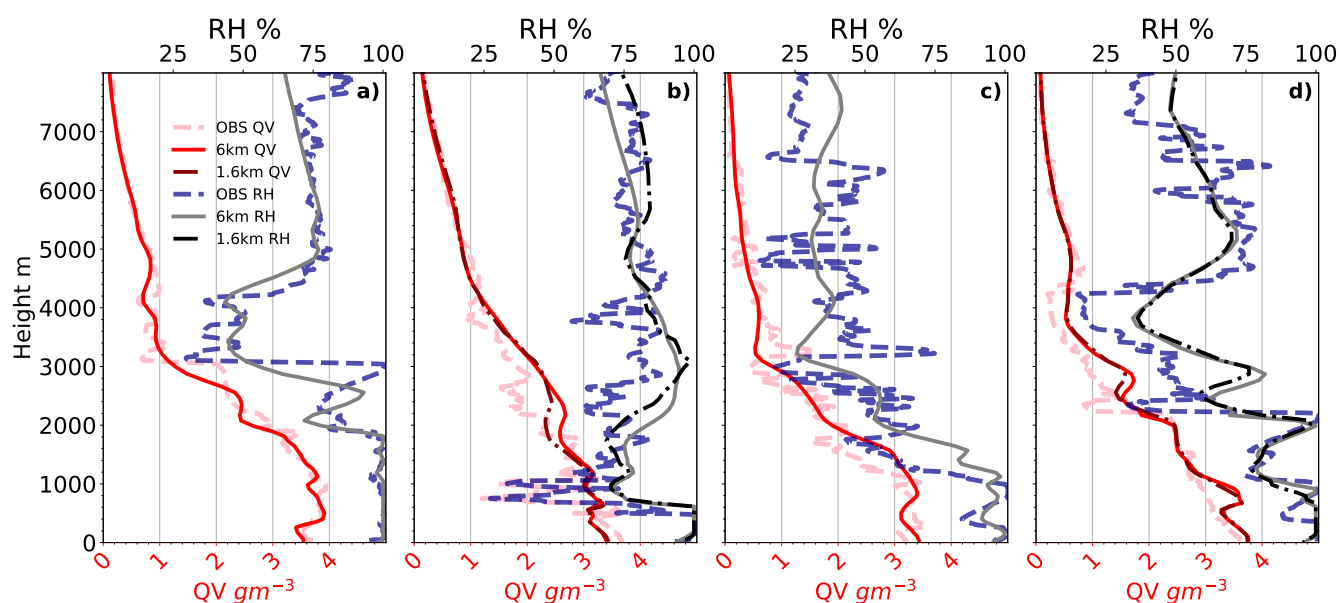 RH % RH % RH % RH %
25 50 75 100 25 50 75 100 25 50 75 100 25 50 75 100
a) b) c) d)
7000
OBS QV
6km QV
1.6km QV
6000
OBS RH
6km RH
1.6km RH
5000
4000
Height m
3000
2000
1000
0
0 1 2 3 4 0 1 2 3 4 0 1 2 3 4 0 1 2 3 4
QV gm⁻³ QV gm⁻³ QV gm⁻³ QV gm⁻³